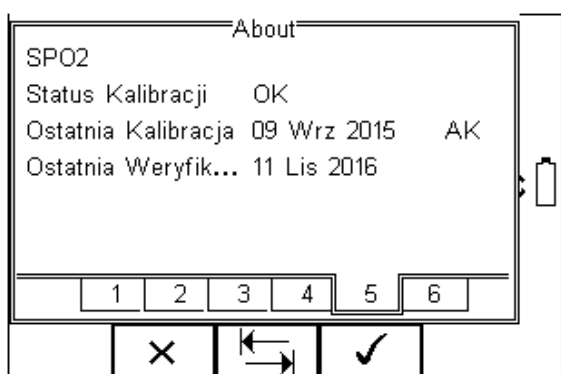 About
SPO2
Status Kalibracji OK
Ostatnia Kalibracja 09 Wrz 2015 AK
Ostatnia Weryfik... 11 Lis 2016
1 2 3 4 5 6